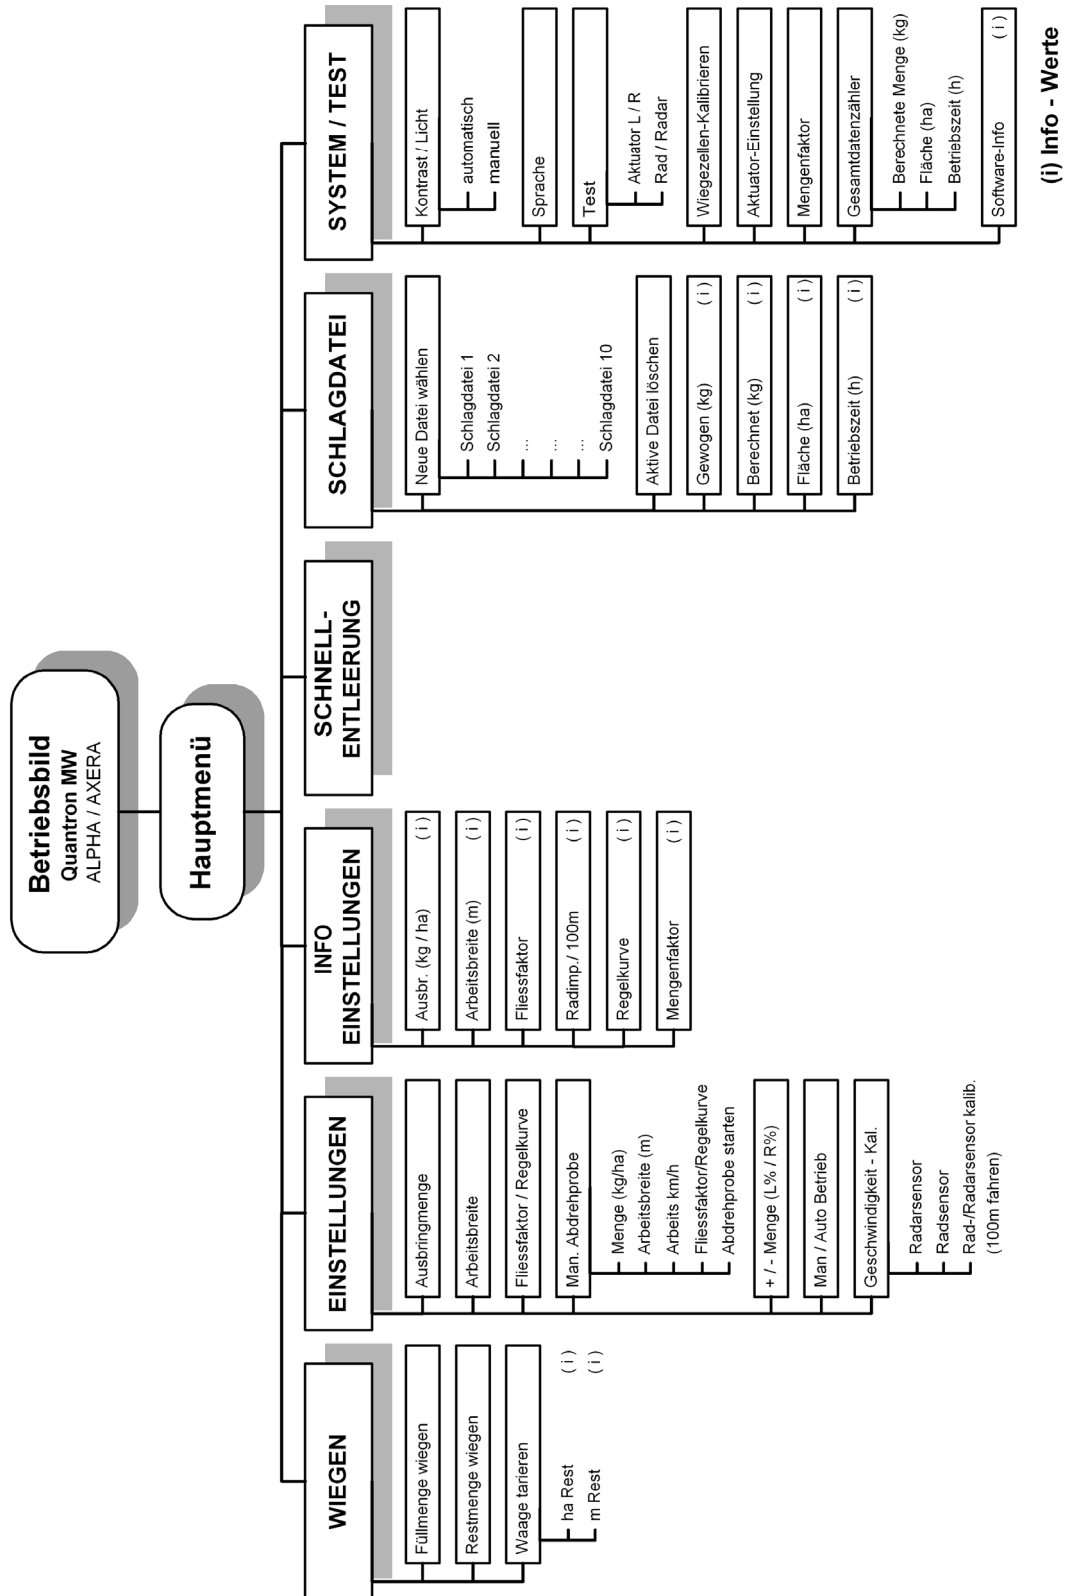 Betriebsbild
Quantron MW
ALPHA / AXERA
Hauptmenü
WIEGEN
Füllmenge wiegen
Restmenge wiegen
Waage tarieren
ha Rest ( i )
m Rest ( i )
EINSTELLUNGEN
Ausbringmenge
Arbeitsbreite
Fliessfaktor / Regelkurve
Man. Abdrehprobe
Menge (kg/ha)
Arbeitsbreite (m)
Arbeits km/h
Fliessfaktor/Regelkurve
Abdrehprobe starten
+ / - Menge (L% / R%)
Man / Auto Betrieb
Geschwindigkeit - Kal.
Radarsensor
Radsensor
Rad-/Radarsensor kalib.
(100m fahren)
INFO
EINSTELLUNGEN
Ausbr. (kg / ha) ( i )
Arbeitsbreite (m) ( i )
Fliessfaktor ( i )
Radimp./ 100m ( i )
Regelkurve ( i )
Mengenfaktor ( i )
SCHNELL-
ENTLEERUNG
SCHLAGDATEI
Neue Datei wählen
Schlagdatei 1
Schlagdatei 2
...
...
...
Schlagdatei 10
Aktive Datei löschen
Gewogen (kg) ( i )
Berechnet (kg) ( i )
Fläche (ha) ( i )
Betriebszeit (h) ( i )
SYSTEM / TEST
Kontrast / Licht
automatisch
manuell
Sprache
Test
Aktuator L / R
Rad / Radar
Wiegezellen-Kalibrieren
Aktuator-Einstellung
Mengenfaktor
Gesamtdatenzähler
Berechnete Menge (kg)
Fläche (ha)
Betriebszeit (h)
Software-Info ( i )
(i) Info - Werte